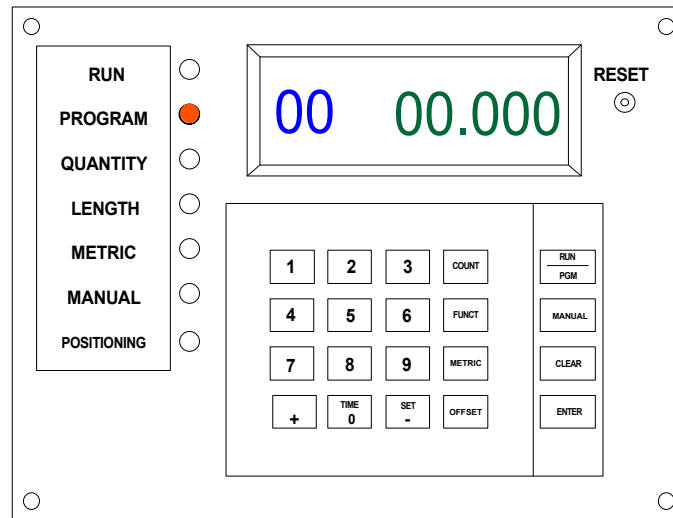 RUN
PROGRAM
QUANTITY
LENGTH
METRIC
MANUAL
POSITIONING
00 00.000
RESET
1 2 3 COUNT
4 5 6 FUNCT
7 8 9 METRIC
+ TIME 0 SET - OFFSET
RUN
PGM
MANUAL
CLEAR
ENTER